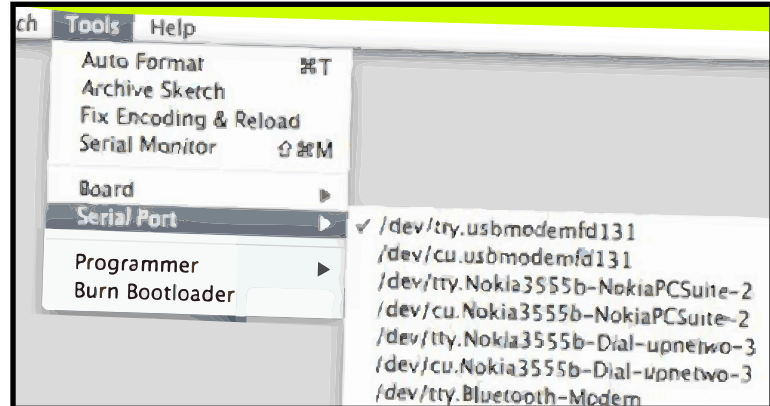 ch Tools Help
Auto Format ⌘T
Archive Sketch
Fix Encoding & Reload
Serial Monitor ⇧⌘M
Board
Serial Port
✓ /dev/tty.usbmodemfd131
/dev/cu.usbmodemfd131
Programmer
/dev/tty.Nokia3555b-NokiaPCSuite-2
Burn Bootloader
/dev/cu.Nokia3555b-NokiaPCSuite-2
/dev/tty.Nokia3555b-Dial-upnetwo-3
/dev/cu.Nokia3555b-Dial-upnetwo-3
/dev/tty.Bluetooth-Modem